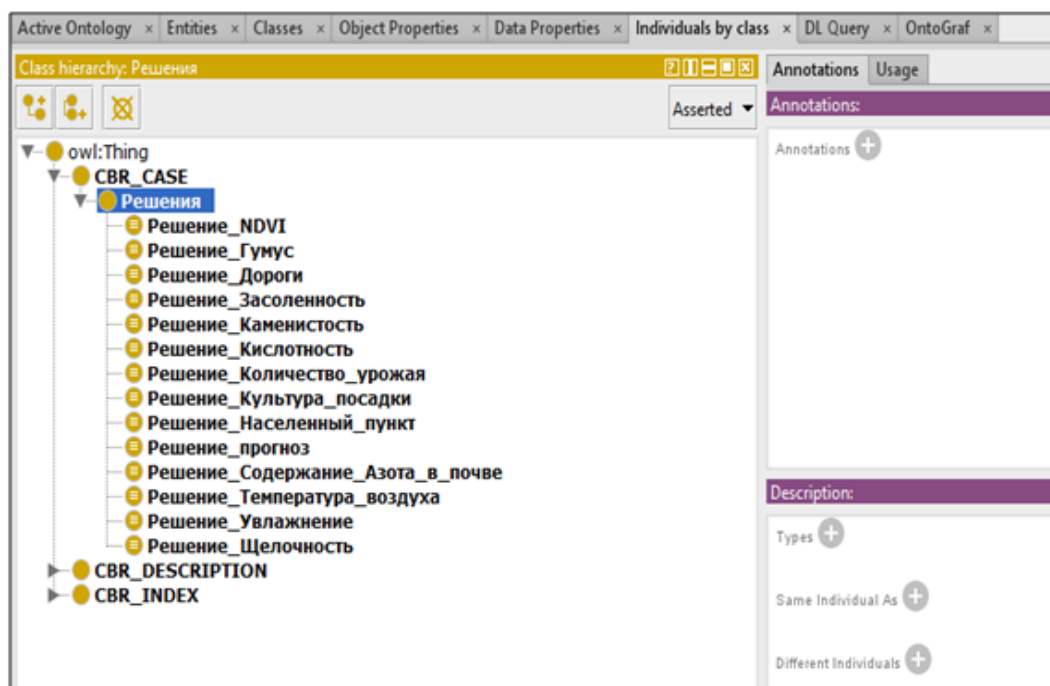 Active Ontology × Entities × Classes × Object Properties × Data Properties × Individuals by class × DL Query × OntoGraf ×
Class hierarchy: Решения
Annotations Usage
Asserted
Annotations:
Annotations
owl:Thing
CBR_CASE
Решения
Решение_NDVI
Решение_Гумус
Решение_Дороги
Решение_Засоленность
Решение_Каменистость
Решение_Кислотность
Решение_Количество_урожая
Решение_Культура_посадки
Решение_Населенный_пункт
Решение_прогноз
Решение_Содержание_Азота_в_почве
Решение_Температура_воздуха
Решение_Увлажнение
Решение_Щелочность
CBR_DESCRIPTION
CBR_INDEX
Description:
Types
Same Individual As
Different Individuals